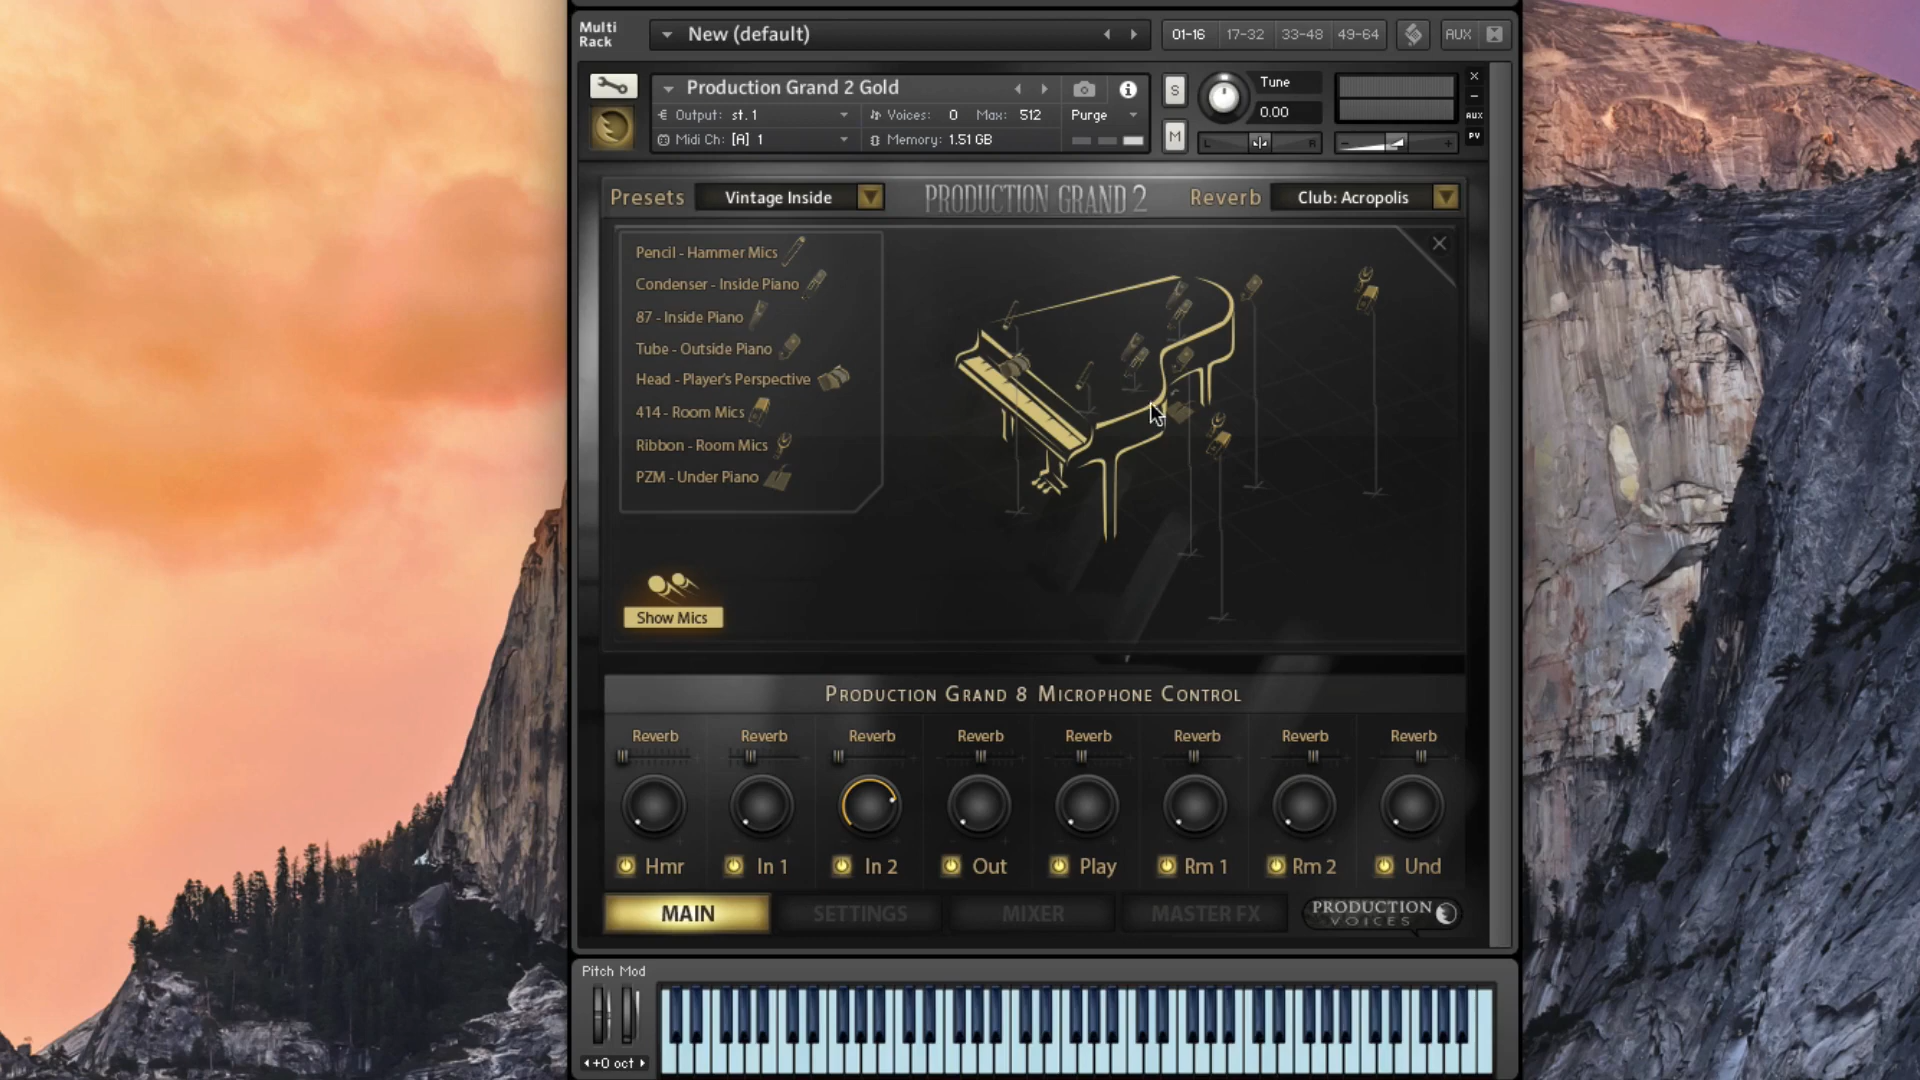 Multi
Rack
New (default)
01-16 17-32 33-48 49-64 AUX
Production Grand 2 Gold
Output: st.1 Voices: 0 Max: 512 Purge
Midi Ch: [A] 1 Memory: 1.51 GB
S
M
Tune
0.00
L R
- +
AUX
PV
Presets Vintage Inside PRODUCTION GRAND 2 Reverb Club: Acropolis
Pencil - Hammer Mics
Condenser - Inside Piano
87 - Inside Piano
Tube - Outside Piano
Head - Player's Perspective
414 - Room Mics
Ribbon - Room Mics
PZM - Under Piano
Show Mics
Production Grand 8 Microphone Control
Reverb Reverb Reverb Reverb Reverb Reverb Reverb Reverb
Hmr In 1 In 2 Out Play Rm 1 Rm 2 Und
MAIN SETTINGS MIXER MASTER FX PRODUCTION
VOICES
Pitch Mod
+0 oct